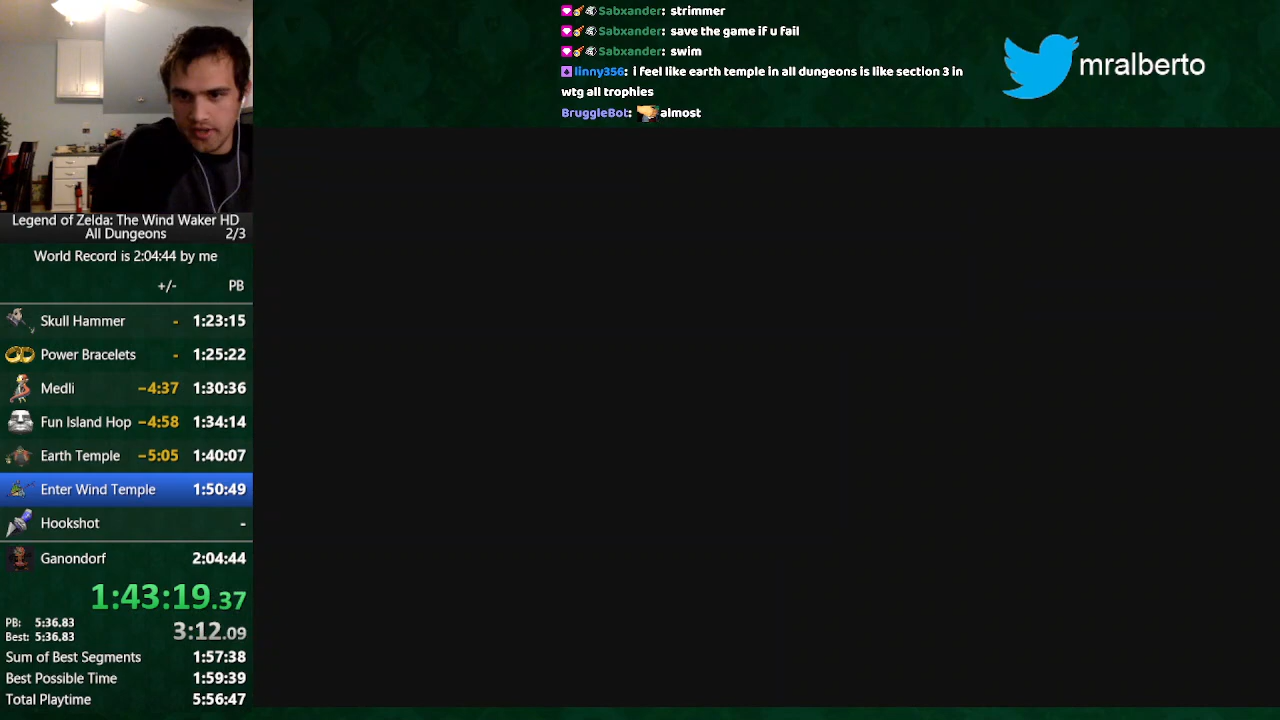 Sabxander: strimmer
Sabxander: save the game if u fail
Sabxander: swim
linny356: i feel like earth temple in all dungeons is like section 3 in
wtg all trophies
BruggleBot: almost
mralberto
Legend of Zelda: The Wind Waker HD
All Dungeons 2/3
World Record is 2:04:44 by me
+/- PB
Skull Hammer - 1:23:15
Power Bracelets - 1:25:22
Medli −4:37 1:30:36
Fun Island Hop −4:58 1:34:14
Earth Temple −5:05 1:40:07
Enter Wind Temple 1:50:49
Hookshot -
Ganondorf 2:04:44
1:43:19.37
PB: 5:36.83
Best: 5:36.83
3:12.09
Sum of Best Segments 1:57:38
Best Possible Time 1:59:39
Total Playtime 5:56:47